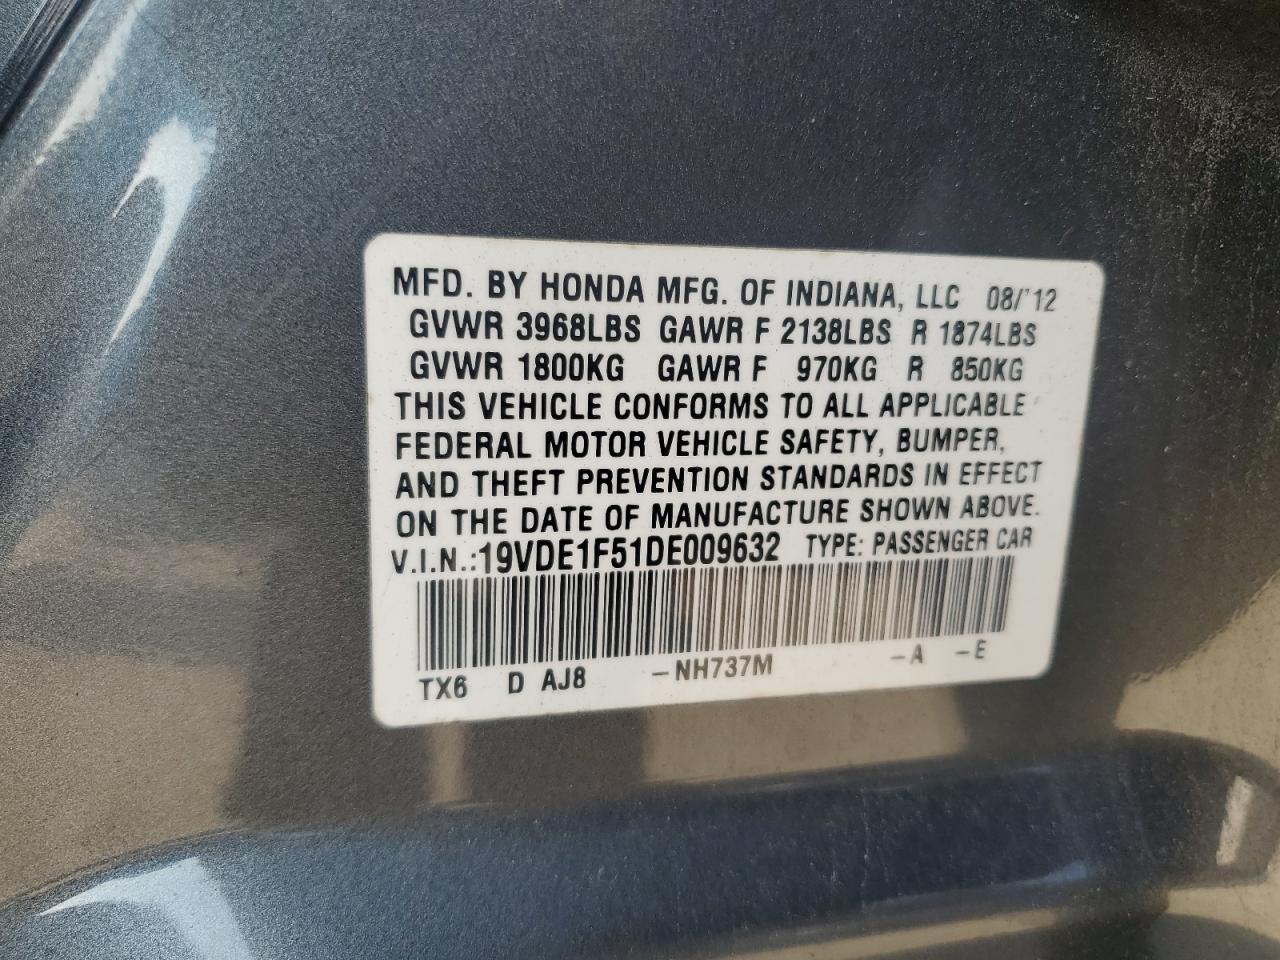 MFD. BY HONDA MFG. OF INDIANA, LLC 08/'12
GVWR 3968LBS GAWR F 2138LBS R 1874LBS
GVWR 1800KG GAWR F 970KG R 850KG
THIS VEHICLE CONFORMS TO ALL APPLICABLE
FEDERAL MOTOR VEHICLE SAFETY, BUMPER,
AND THEFT PREVENTION STANDARDS IN EFFECT
ON THE DATE OF MANUFACTURE SHOWN ABOVE.
V.I.N.:19VDE1F51DE009632 TYPE: PASSENGER CAR
TX6 D AJ8 -NH737M -A -E